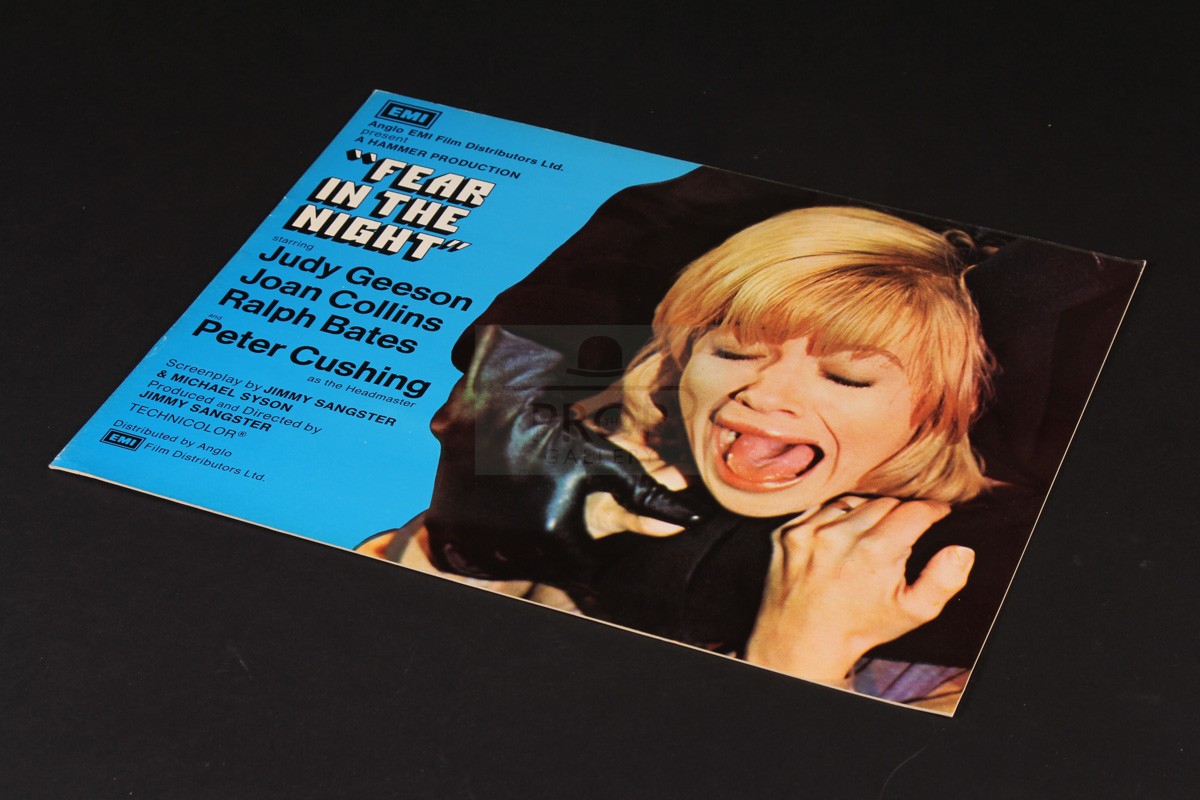 EMI
Anglo EMI Film Distributors Ltd.
present
A HAMMER PRODUCTION
"FEAR
IN THE
NIGHT"
starring
Judy Geeson
Joan Collins
Ralph Bates
and
Peter Cushing
as the Headmaster
Screenplay by JIMMY SANGSTER
& MICHAEL SYSON
Produced and Directed by
JIMMY SANGSTER
TECHNICOLOR®
Distributed by Anglo
EMI Film Distributors Ltd.
PROP
GALLERY